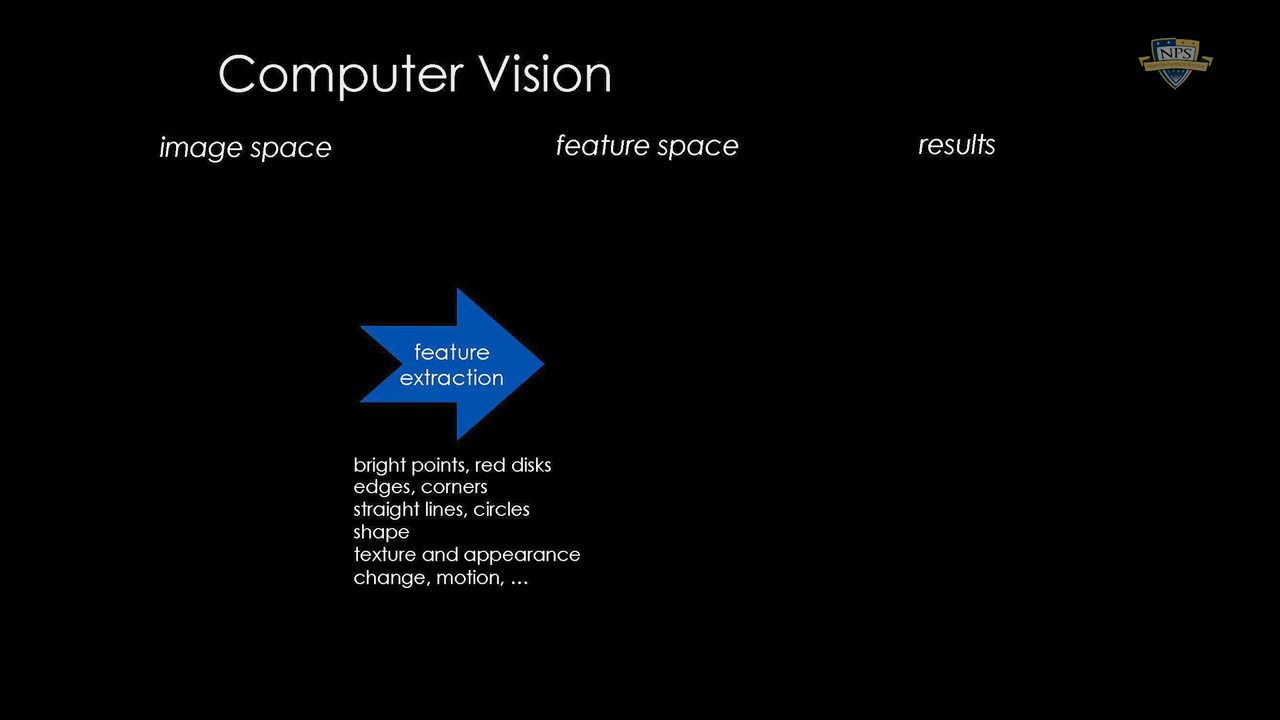 Computer Vision
NPS
image space
feature space
results
feature
extraction
bright points, red disks
edges, corners
straight lines, circles
shape
texture and appearance
change, motion, ...